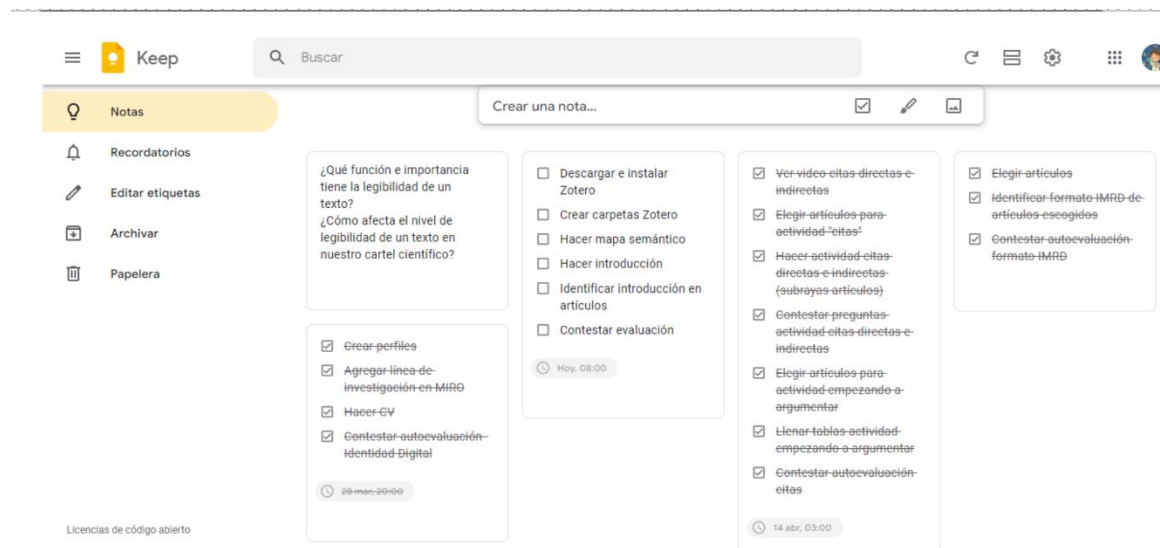 Keep
Buscar
Crear una nota...
Notas
Recordatorios
Editar etiquetas
Archivar
Papelera
Licencias de código abierto
¿Qué función e importancia
tiene la legibilidad de un
texto?
¿Cómo afecta el nivel de
legibilidad de un texto en
nuestro cartel científico?
Crear perfiles
Agregar línea de
investigación en MIRO
Hacer CV
Contestar autoevaluación
Identidad Digital
28 mar, 20:00
Descargar e instalar
Zotero
Crear carpetas Zotero
Hacer mapa semántico
Hacer introducción
Identificar introducción en
artículos
Contestar evaluación
Hoy, 08:00
Ver video citas directas e
indirectas
Elegir artículos para
actividad "citas"
Hacer actividad citas
directas e indirectas
(subrayas artículos)
Contestar preguntas
actividad citas directas e
indirectas
Elegir artículos para
actividad empezando a
argumentar
Llenar tablas actividad
empezando a argumentar
Contestar autoevaluación
citas
14 abr, 03:00
Elegir artículos
Identificar formato IMRD de
artículos escogidos
Contestar autoevaluación
formato IMRD